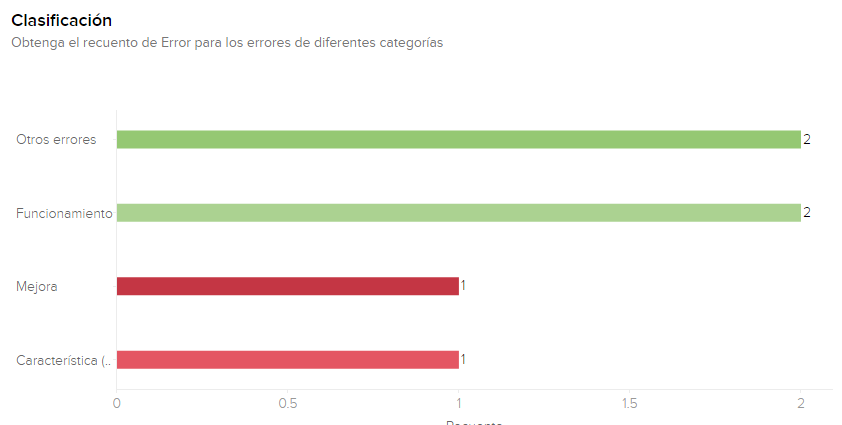 Clasificación
Obtenga el recuento de Error para los errores de diferentes categorías
Otros errores 2
Funcionamiento 2
Mejora 1
Característica (.. 1
0 0.5 1 1.5 2